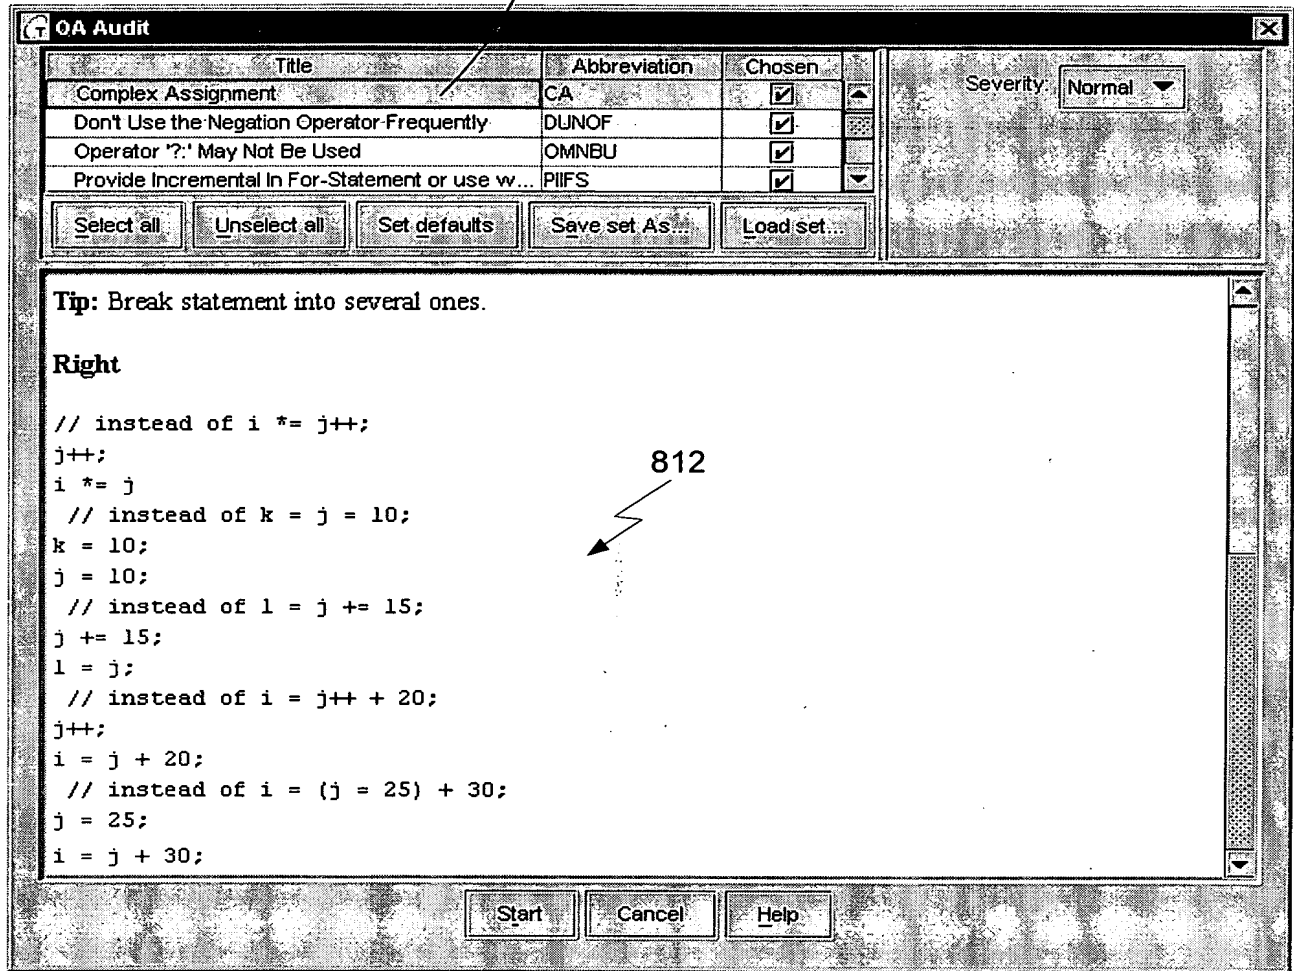 QA Audit
Title Abbreviation Chosen
Complex Assignment CA
Don't Use the Negation Operator Frequently DUNOF
Operator '?:' May Not Be Used OMNBU
Provide Incremental In For-Statement or use w... PIIFS
Severity: Normal
Select all Unselect all Set defaults Save set As... Load set...
Tip: Break statement into several ones.
Right
// instead of i *= j++;
j++;
i *= j
812
// instead of k = j = 10;
k = 10;
j = 10;
// instead of l = j += 15;
j += 15;
l = j;
// instead of i = j++ + 20;
j++;
i = j + 20;
// instead of i = (j = 25) + 30;
j = 25;
i = j + 30;
Start Cancel Help